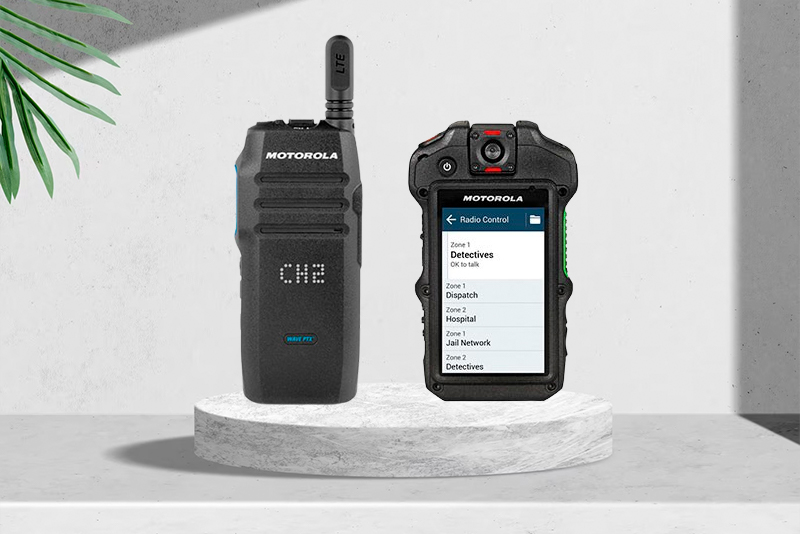 LTE
MOTOROLA
CH2
WAVE PTX
MOTOROLA
Radio Control
Zone 1
Detectives
OK to talk
Zone 1
Dispatch
Zone 2
Hospital
Zone 1
Jail Network
Zone 2
Detectives